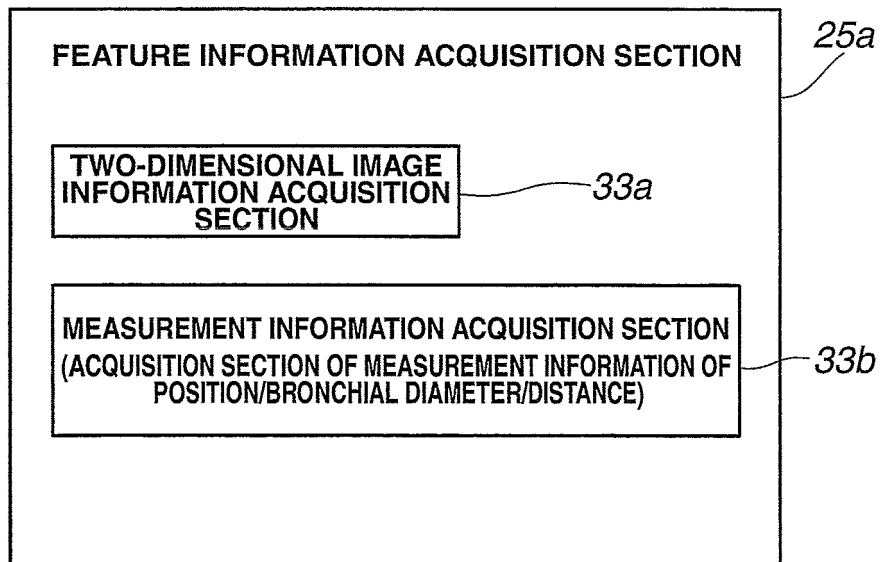 FEATURE INFORMATION ACQUISITION SECTION
25a
TWO-DIMENSIONAL IMAGE
INFORMATION ACQUISITION
SECTION
33a
MEASUREMENT INFORMATION ACQUISITION SECTION
(ACQUISITION SECTION OF MEASUREMENT INFORMATION OF
POSITION/BRONCHIAL DIAMETER/DISTANCE)
33b